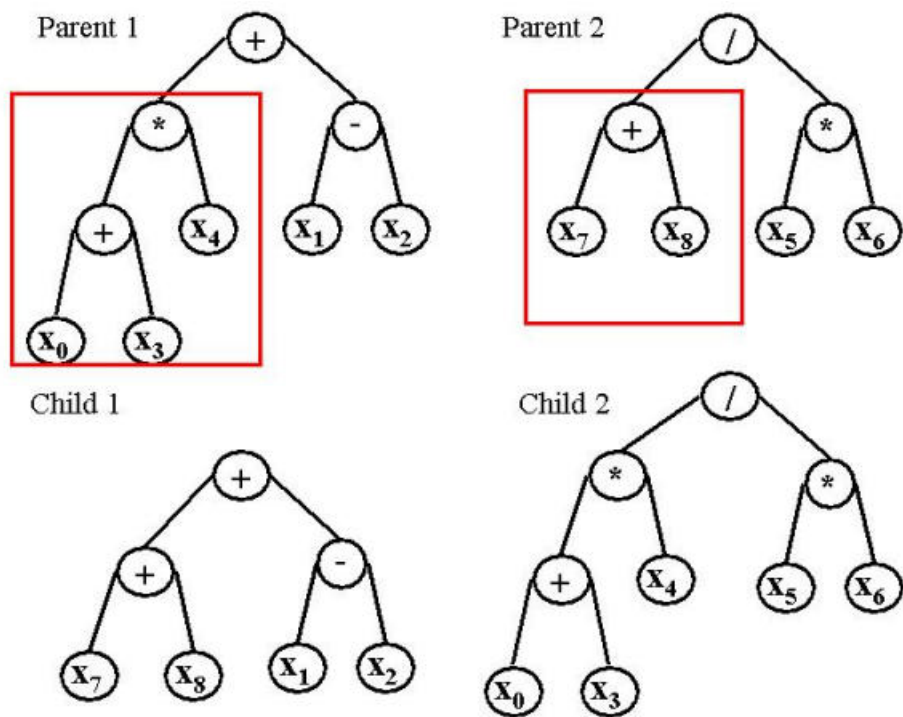 Parent 1
+
*
-
+
x4
x1
x2
x0
x3
Parent 2
/
+
*
x7
x8
x5
x6
Child 1
+
+
-
x7
x8
x1
x2
Child 2
/
*
*
+
x4
x5
x6
x0
x3